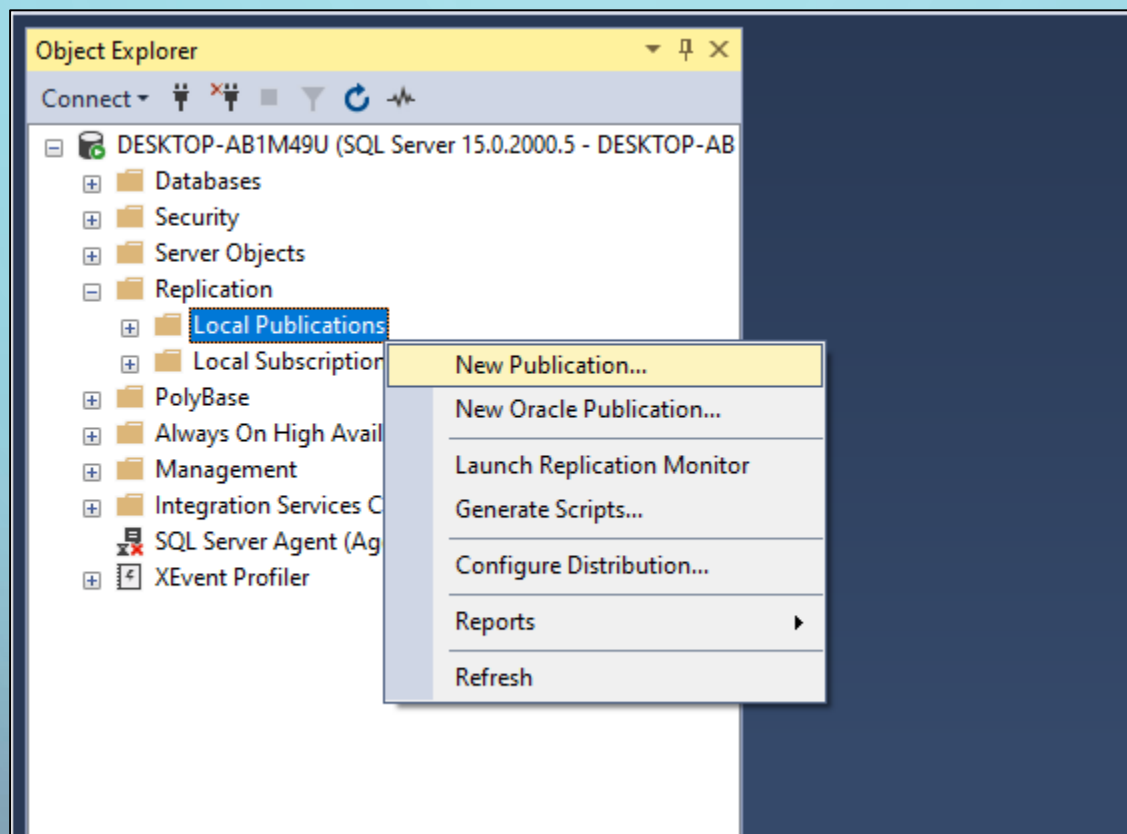 Object Explorer
Connect
DESKTOP-AB1M49U (SQL Server 15.0.2000.5 - DESKTOP-AB
Databases
Security
Server Objects
Replication
Local Publications
Local Subscription
PolyBase
Always On High Avail
Management
Integration Services C
SQL Server Agent (Ag
XEvent Profiler
New Publication...
New Oracle Publication...
Launch Replication Monitor
Generate Scripts...
Configure Distribution...
Reports
Refresh